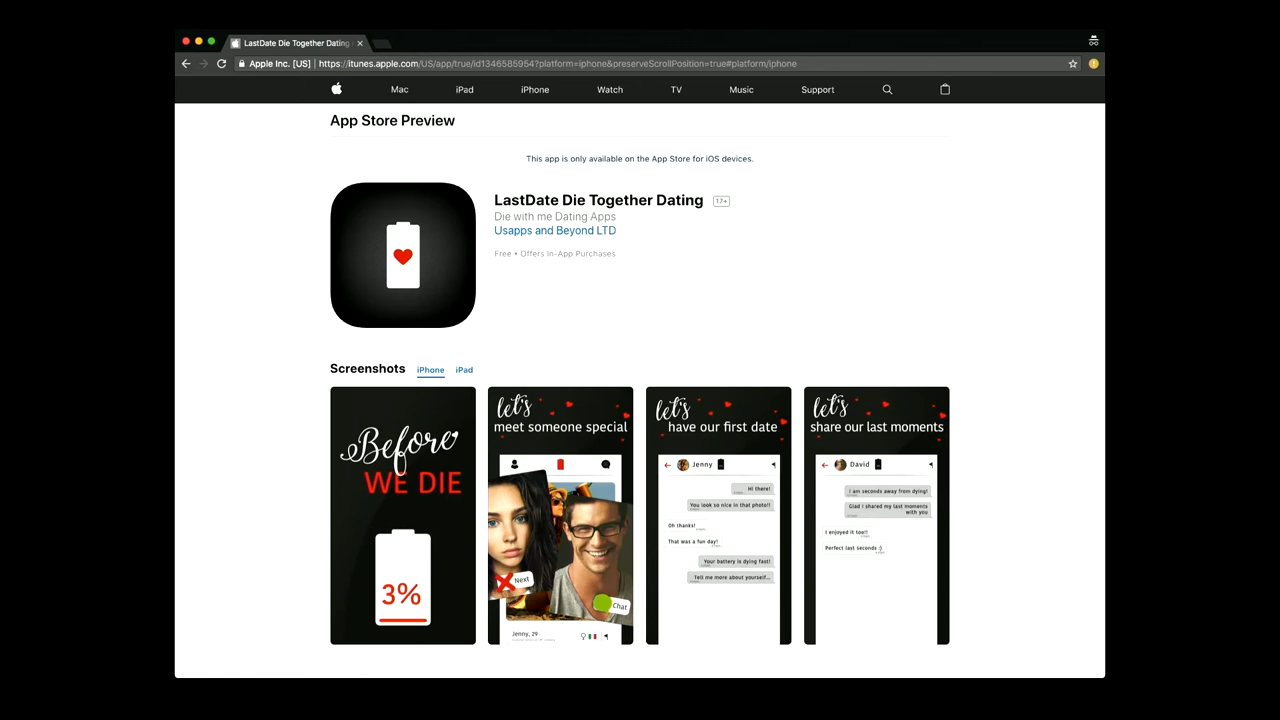 LastDate Die Together Dating
Apple Inc. [US] | https://itunes.apple.com/US/app/true/id1346585954?platform=iphone&preserveScrollPosition=true#platform/iphone
Mac iPad iPhone Watch TV Music Support
App Store Preview
This app is only available on the App Store for iOS devices.
LastDate Die Together Dating 17+
Die with me Dating Apps
Usapps and Beyond LTD
Free • Offers In-App Purchases
Screenshots iPhone iPad
Before
WE DIE
3%
let's
meet someone special
Next
Chat
Jenny, 29
let's
have our first date
Jenny
Hi there!
You look so nice in that photo!!
Oh thanks!
That was a fun day!
Your battery is dying fast!
Tell me more about yourself...
let's
share our last moments
David
I am seconds away from dying!
Glad I shared my last moments
with you
I enjoyed it too!!
Perfect last seconds :)